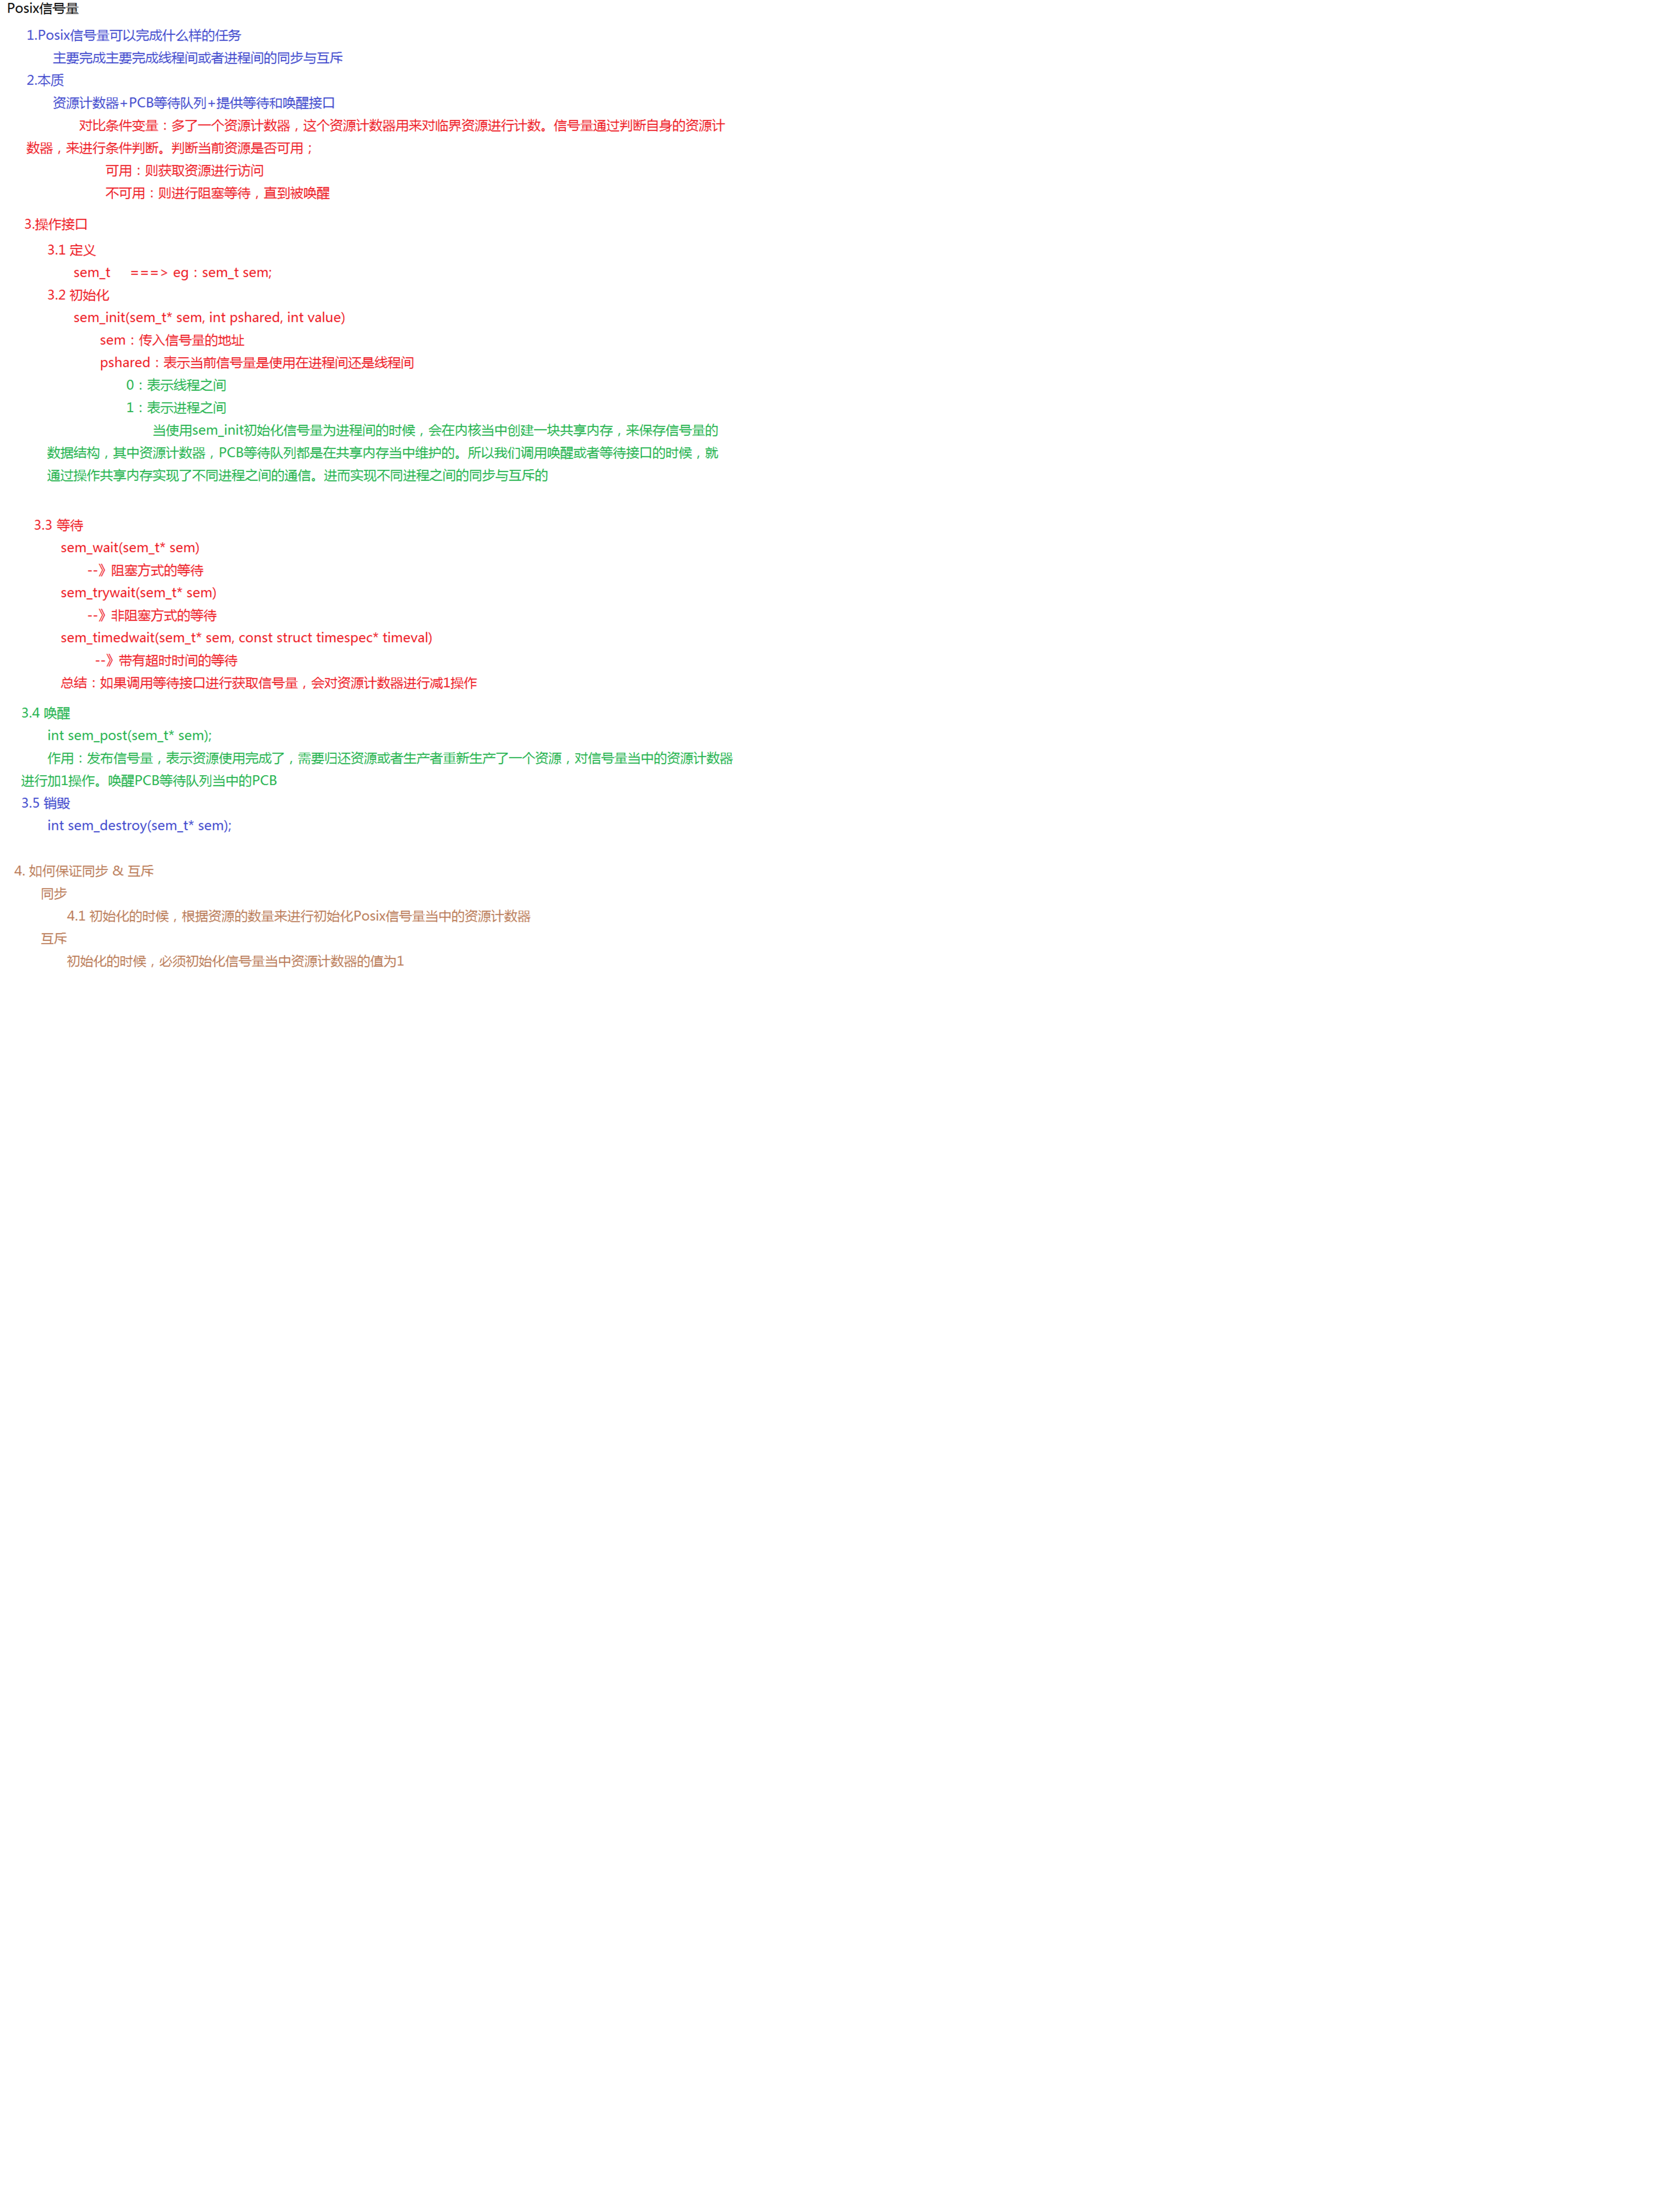 Posix信号量
1.Posix信号量可以完成什么样的任务
主要完成主要完成线程间或者进程间的同步与互斥
2.本质
资源计数器+PCB等待队列+提供等待和唤醒接口
对比条件变量：多了一个资源计数器，这个资源计数器用来对临界资源进行计数。信号量通过判断自身的资源计
数器，来进行条件判断。判断当前资源是否可用；
可用：则获取资源进行访问
不可用：则进行阻塞等待，直到被唤醒
3.操作接口
3.1 定义
sem_t ===> eg：sem_t sem;
3.2 初始化
sem_init(sem_t* sem, int pshared, int value)
sem：传入信号量的地址
pshared：表示当前信号量是使用在进程间还是线程间
0：表示线程之间
1：表示进程之间
当使用sem_init初始化信号量为进程间的时候，会在内核当中创建一块共享内存，来保存信号量的
数据结构，其中资源计数器，PCB等待队列都是在共享内存当中维护的。所以我们调用唤醒或者等待接口的时候，就
通过操作共享内存实现了不同进程之间的通信。进而实现不同进程之间的同步与互斥的
3.3 等待
sem_wait(sem_t* sem)
--》阻塞方式的等待
sem_trywait(sem_t* sem)
--》非阻塞方式的等待
sem_timedwait(sem_t* sem, const struct timespec* timeval)
--》带有超时时间的等待
总结：如果调用等待接口进行获取信号量，会对资源计数器进行减1操作
3.4 唤醒
int sem_post(sem_t* sem);
作用：发布信号量，表示资源使用完成了，需要归还资源或者生产者重新生产了一个资源，对信号量当中的资源计数器
进行加1操作。唤醒PCB等待队列当中的PCB
3.5 销毁
int sem_destroy(sem_t* sem);
4. 如何保证同步 & 互斥
同步
4.1 初始化的时候，根据资源的数量来进行初始化Posix信号量当中的资源计数器
互斥
初始化的时候，必须初始化信号量当中资源计数器的值为1